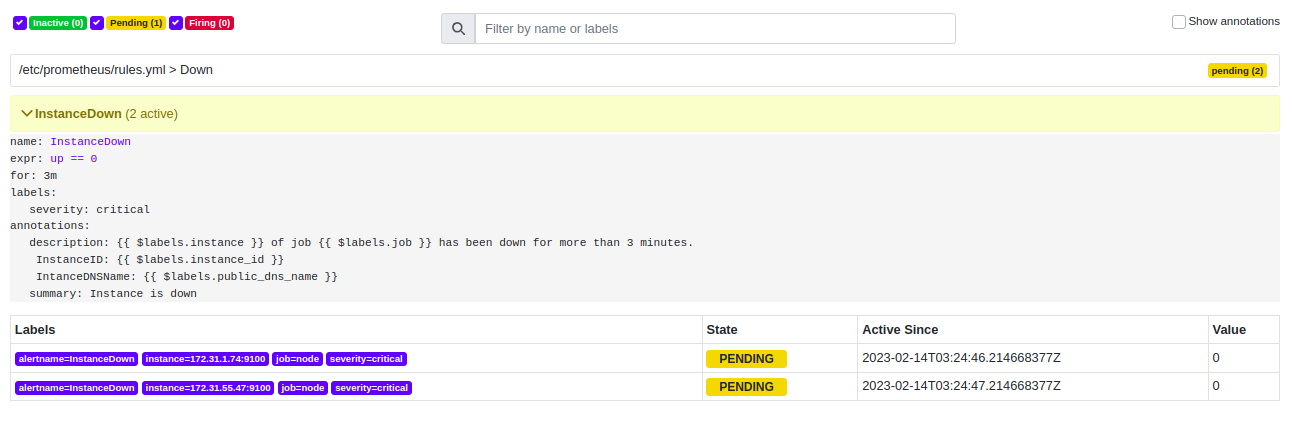 Inactive (0) Pending (1) Firing (0)
Filter by name or labels
Show annotations
/etc/prometheus/rules.yml > Down
pending (2)
InstanceDown (2 active)
name: InstanceDown
expr: up == 0
for: 3m
labels:
severity: critical
annotations:
description: {{ $labels.instance }} of job {{ $labels.job }} has been down for more than 3 minutes.
InstanceID: {{ $labels.instance_id }}
IntanceDNSName: {{ $labels.public_dns_name }}
summary: Instance is down
Labels State Active Since Value
alertname=InstanceDown instance=172.31.1.74:9100 job=node severity=critical PENDING 2023-02-14T03:24:46.214668377Z 0
alertname=InstanceDown instance=172.31.55.47:9100 job=node severity=critical PENDING 2023-02-14T03:24:47.214668377Z 0